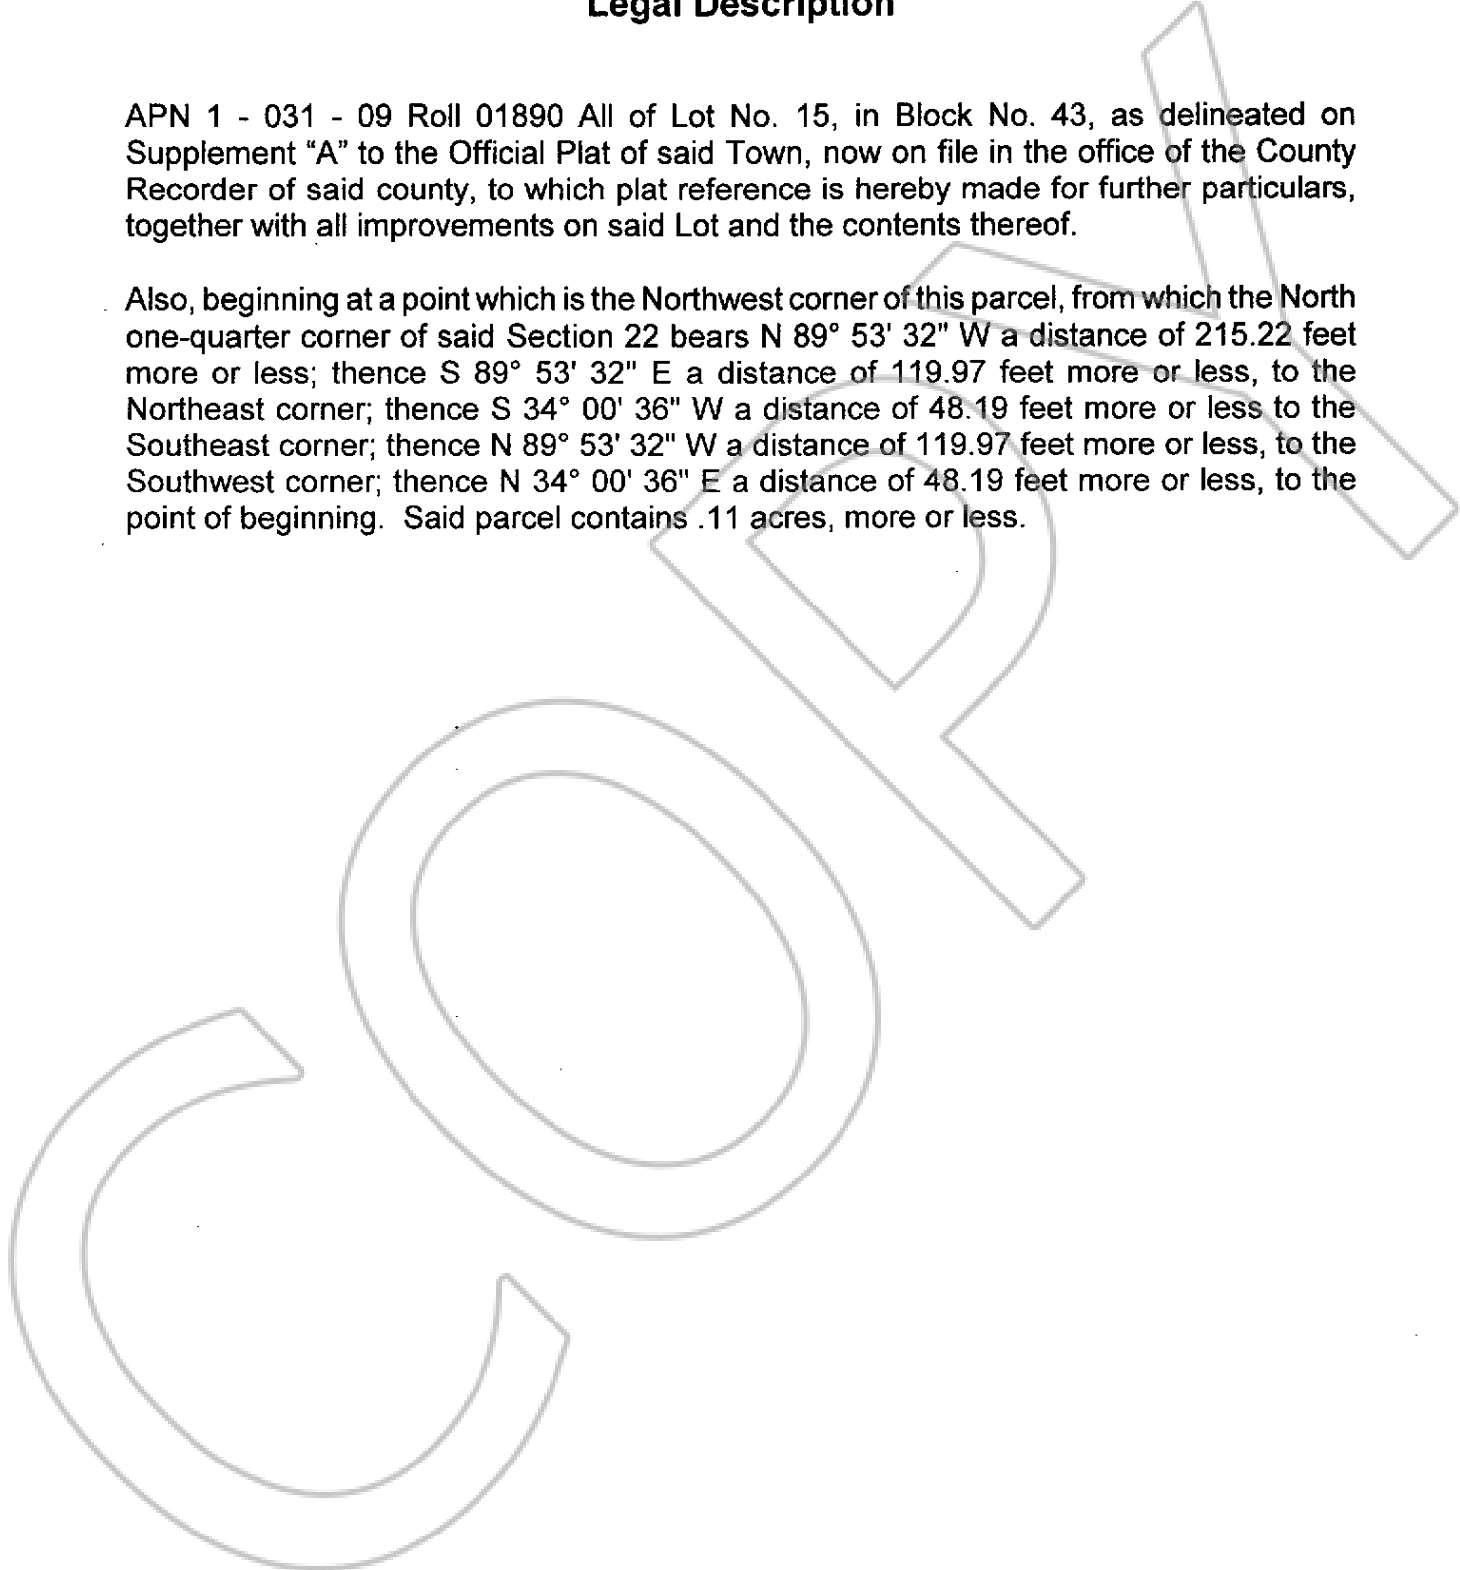 Legal Description
APN 1 - 031 - 09 Roll 01890 All of Lot No. 15, in Block No. 43, as delineated on
Supplement “A” to the Official Plat of said Town, now on file in the office of the County
Recorder of said county, to which plat reference is hereby made for further particulars,
together with all improvements on said Lot and the contents thereof.
Also, beginning at a point which is the Northwest corner of this parcel, from which the North
one-quarter corner of said Section 22 bears N 89° 53' 32" W a distance of 215.22 feet
more or less; thence S 89° 53' 32" E a distance of 119.97 feet more or less, to the
Northeast corner; thence S 34° 00' 36" W a distance of 48.19 feet more or less to the
Southeast corner; thence N 89° 53' 32" W a distance of 119.97 feet more or less, to the
Southwest corner; thence N 34° 00' 36" E a distance of 48.19 feet more or less, to the
point of beginning.  Said parcel contains .11 acres, more or less.
COPY